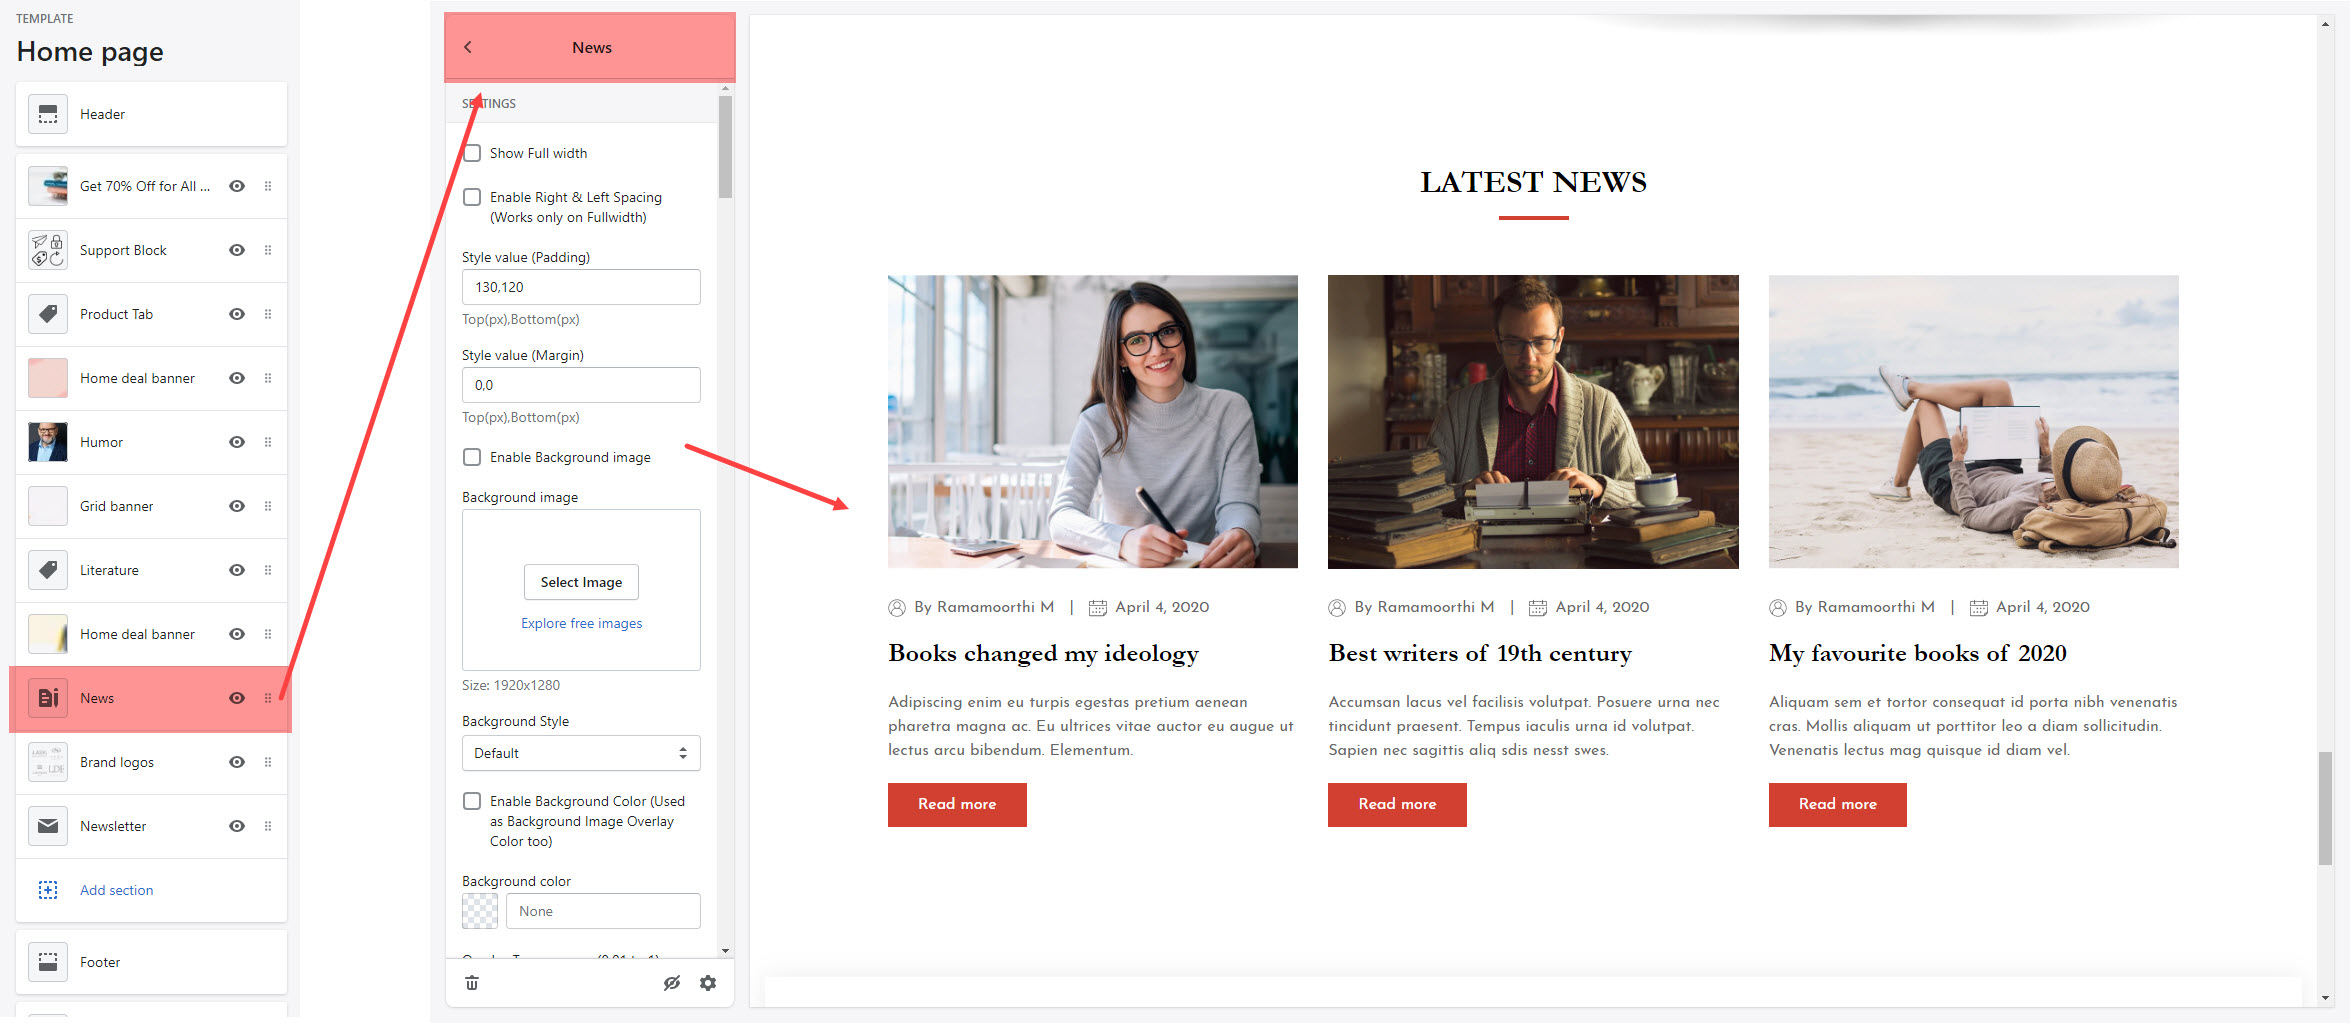 TEMPLATE
Home page
Header
Get 70% Off for All ...
Support Block
Product Tab
Home deal banner
Humor
Grid banner
Literature
Home deal banner
News
Brand logos
Newsletter
Add section
Footer
News
SETTINGS
Show Full width
Enable Right & Left Spacing
(Works only on Fullwidth)
Style value (Padding)
130,120
Top(px),Bottom(px)
Style value (Margin)
0,0
Top(px),Bottom(px)
Enable Background image
Background image
Select Image
Explore free images
Size: 1920x1280
Background Style
Default
Enable Background Color (Used
as Background Image Overlay
Color too)
Background color
None
LATEST NEWS
By Ramamoorthi M | April 4, 2020
Books changed my ideology
Adipiscing enim eu turpis egestas pretium aenean
pharetra magna ac. Eu ultrices vitae auctor eu augue ut
lectus arcu bibendum. Elementum.
Read more
By Ramamoorthi M | April 4, 2020
Best writers of 19th century
Accumsan lacus vel facilisis volutpat. Posuere urna nec
tincidunt praesent. Tempus iaculis urna id volutpat.
Sapien nec sagittis aliq sdis nesst swes.
Read more
By Ramamoorthi M | April 4, 2020
My favourite books of 2020
Aliquam sem et tortor consequat id porta nibh venenatis
cras. Mollis aliquam ut porttitor leo a diam sollicitudin.
Venenatis lectus mag quisque id diam vel.
Read more